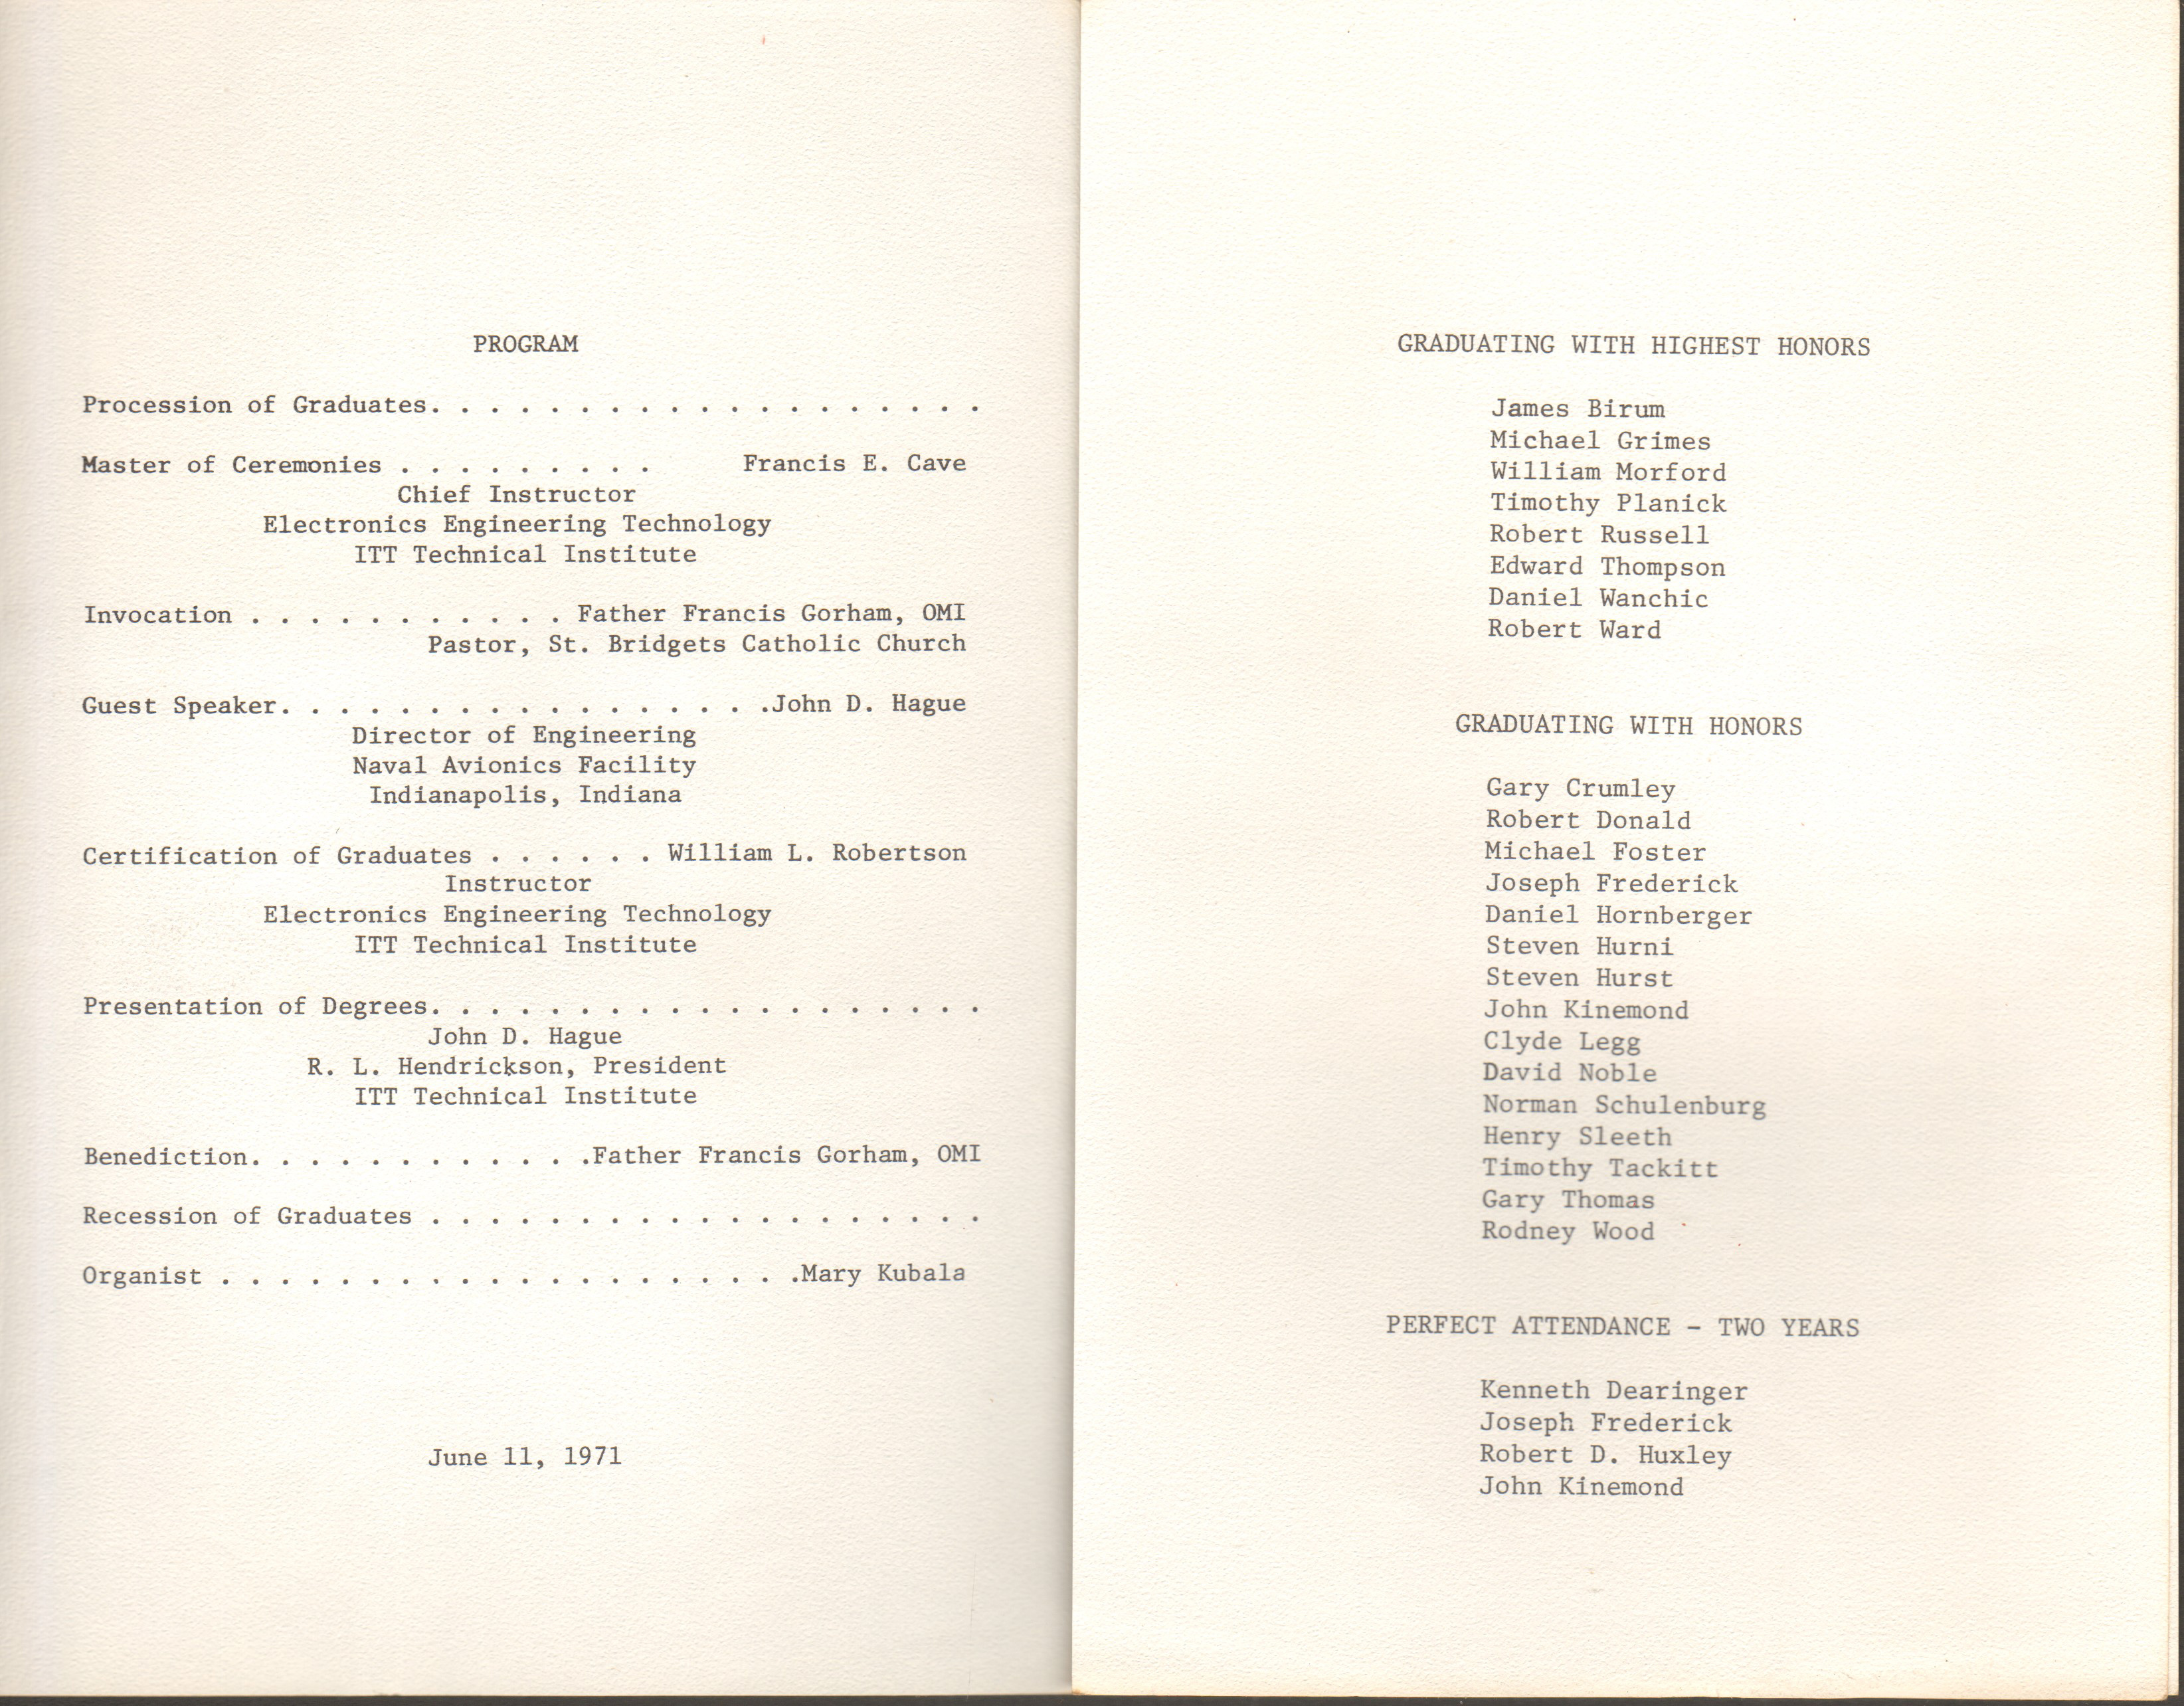 PROGRAM
Procession of Graduates. . . . . . . . . . . . . . . . . . .
Master of Ceremonies . . . . . . . . . Francis E. Cave
Chief Instructor
Electronics Engineering Technology
ITT Technical Institute
Invocation . . . . . . . . . . . Father Francis Gorham, OMI
Pastor, St. Bridgets Catholic Church
Guest Speaker. . . . . . . . . . . . . . . . .John D. Hague
Director of Engineering
Naval Avionics Facility
Indianapolis, Indiana
Certification of Graduates . . . . . . William L. Robertson
Instructor
Electronics Engineering Technology
ITT Technical Institute
Presentation of Degrees. . . . . . . . . . . . . . . . . . .
John D. Hague
R. L. Hendrickson, President
ITT Technical Institute
Benediction. . . . . . . . . . . .Father Francis Gorham, OMI
Recession of Graduates . . . . . . . . . . . . . . . . . . .
Organist . . . . . . . . . . . . . . . . . . . .Mary Kubala
June 11, 1971
GRADUATING WITH HIGHEST HONORS
James Birum
Michael Grimes
William Morford
Timothy Planick
Robert Russell
Edward Thompson
Daniel Wanchic
Robert Ward
GRADUATING WITH HONORS
Gary Crumley
Robert Donald
Michael Foster
Joseph Frederick
Daniel Hornberger
Steven Hurni
Steven Hurst
John Kinemond
Clyde Legg
David Noble
Norman Schulenburg
Henry Sleeth
Timothy Tackitt
Gary Thomas
Rodney Wood
PERFECT ATTENDANCE - TWO YEARS
Kenneth Dearinger
Joseph Frederick
Robert D. Huxley
John Kinemond